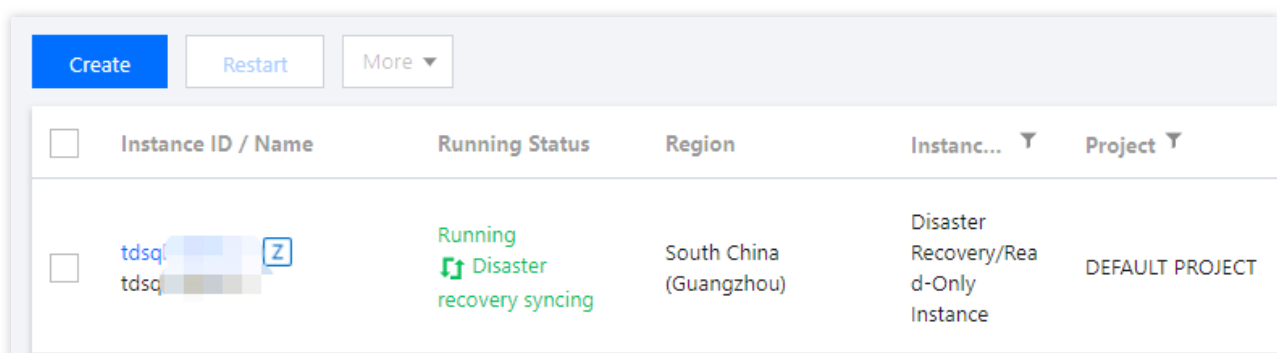 Create Restart More
Instance ID / Name Running Status Region Instanc... Project
tdsql Z
tdsq
Running
Disaster
recovery syncing
South China
(Guangzhou)
Disaster
Recovery/Rea
d-Only
Instance
DEFAULT PROJECT